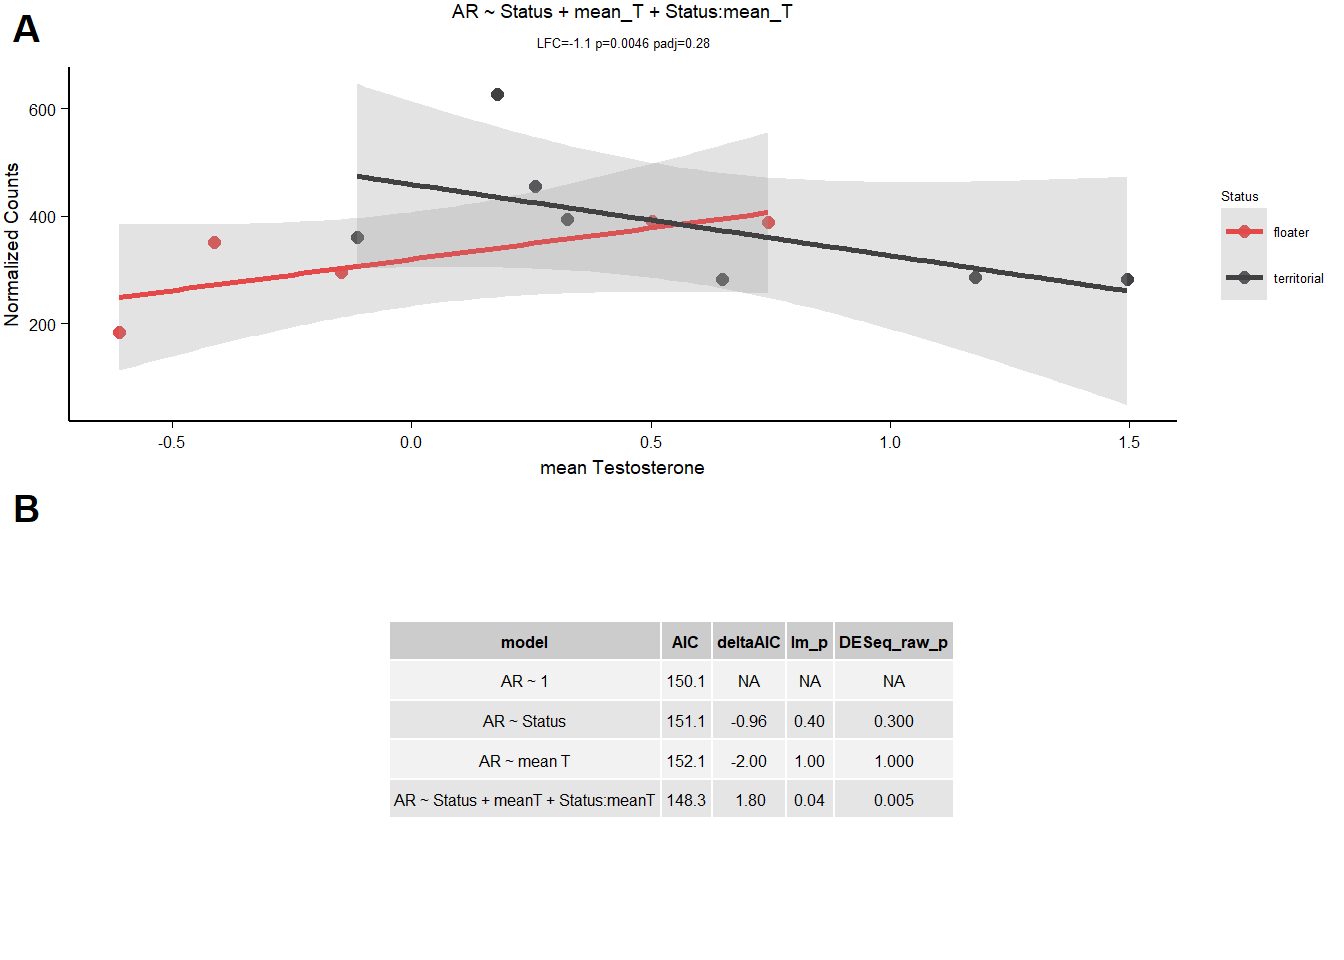 A
AR ~ Status + mean_T + Status:mean_T
LFC=-1.1 p=0.0046 padj=0.28
Normalized Counts
600
400
200
-0.5 0.0 0.5 1.0 1.5
mean Testosterone
Status
floater
territorial
B
model AIC deltaAIC lm_p DESeq_raw_p
AR ~ 1 150.1 NA NA NA
AR ~ Status 151.1 -0.96 0.40 0.300
AR ~ mean T 152.1 -2.00 1.00 1.000
AR ~ Status + meanT + Status:meanT 148.3 1.80 0.04 0.005